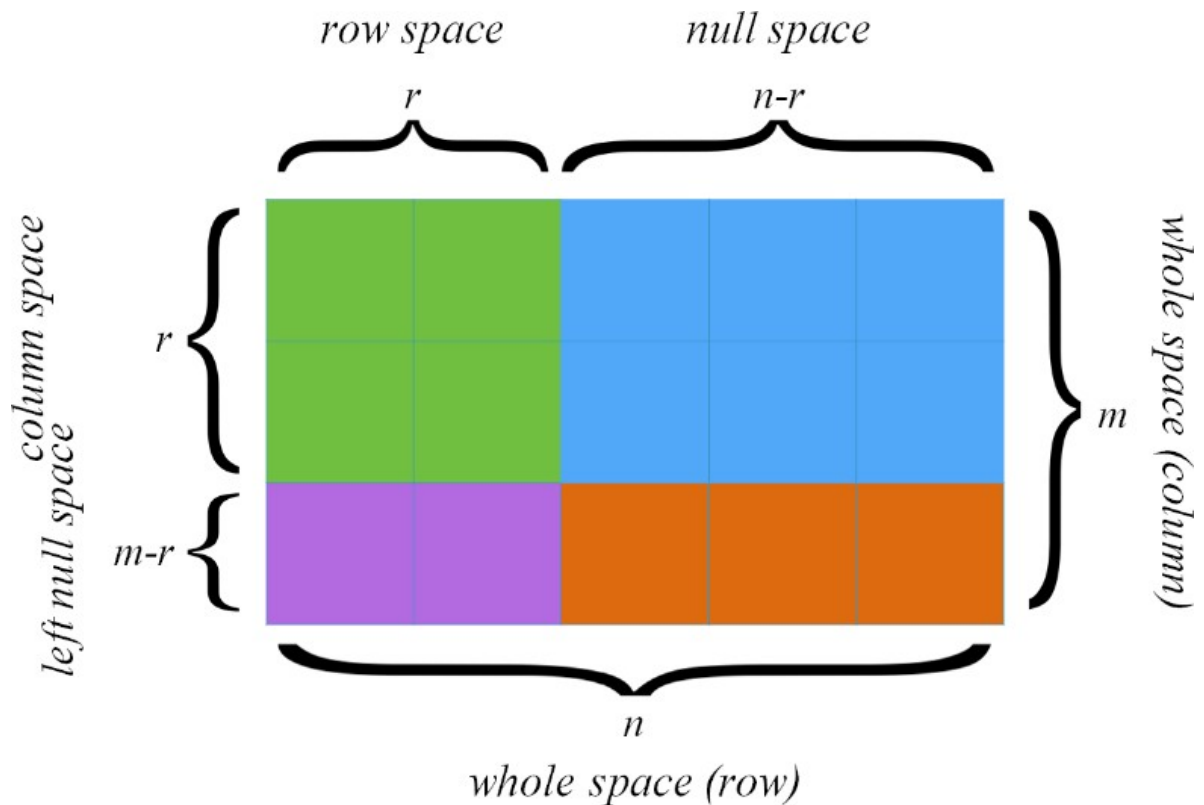 row space
null space
r
n-r
column space
r
left null space
m-r
whole space (column)
m
n
whole space (row)